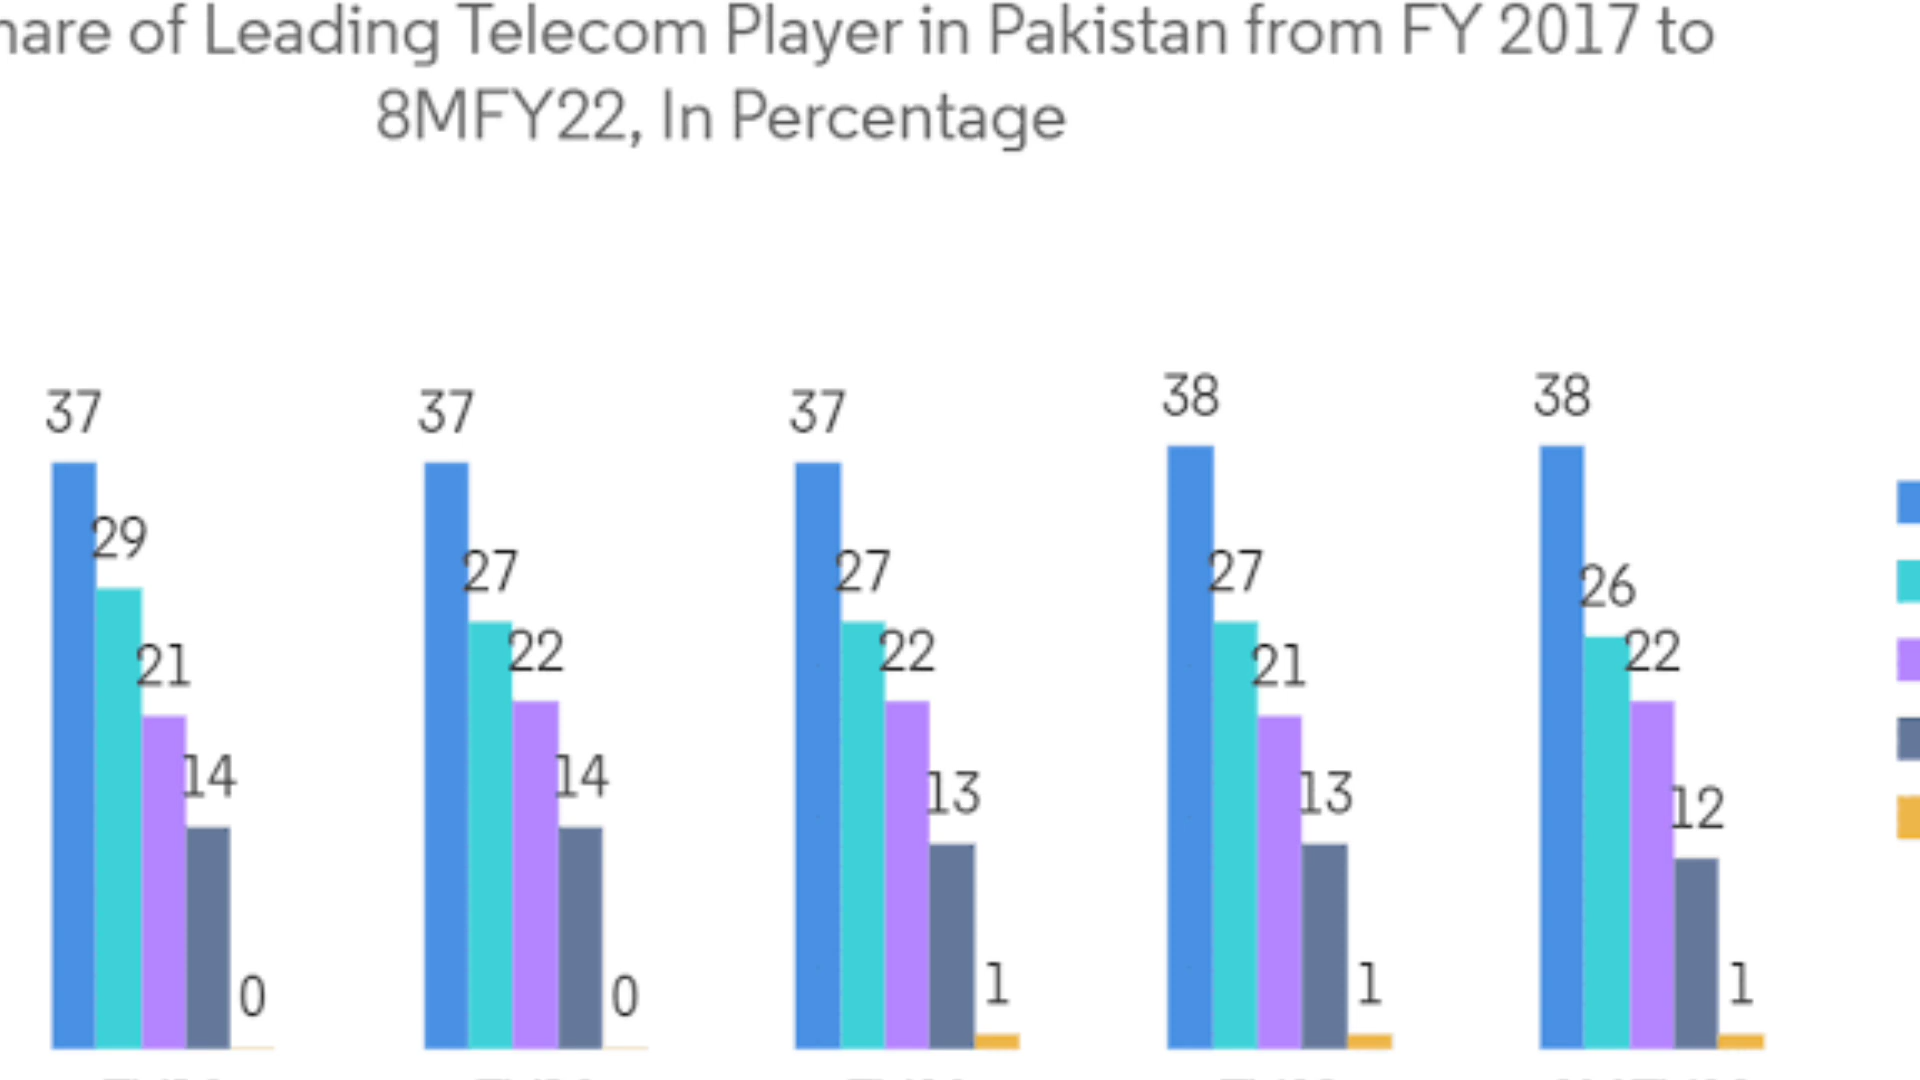 of Leading Telecom Player in Pakistan from FY 2017 to
8MFY22, In Percentage
37 37 37 38 38
29 27 27 27 26
21 22 22 21 22
14 14 13 13 12
0 0 1 1 1